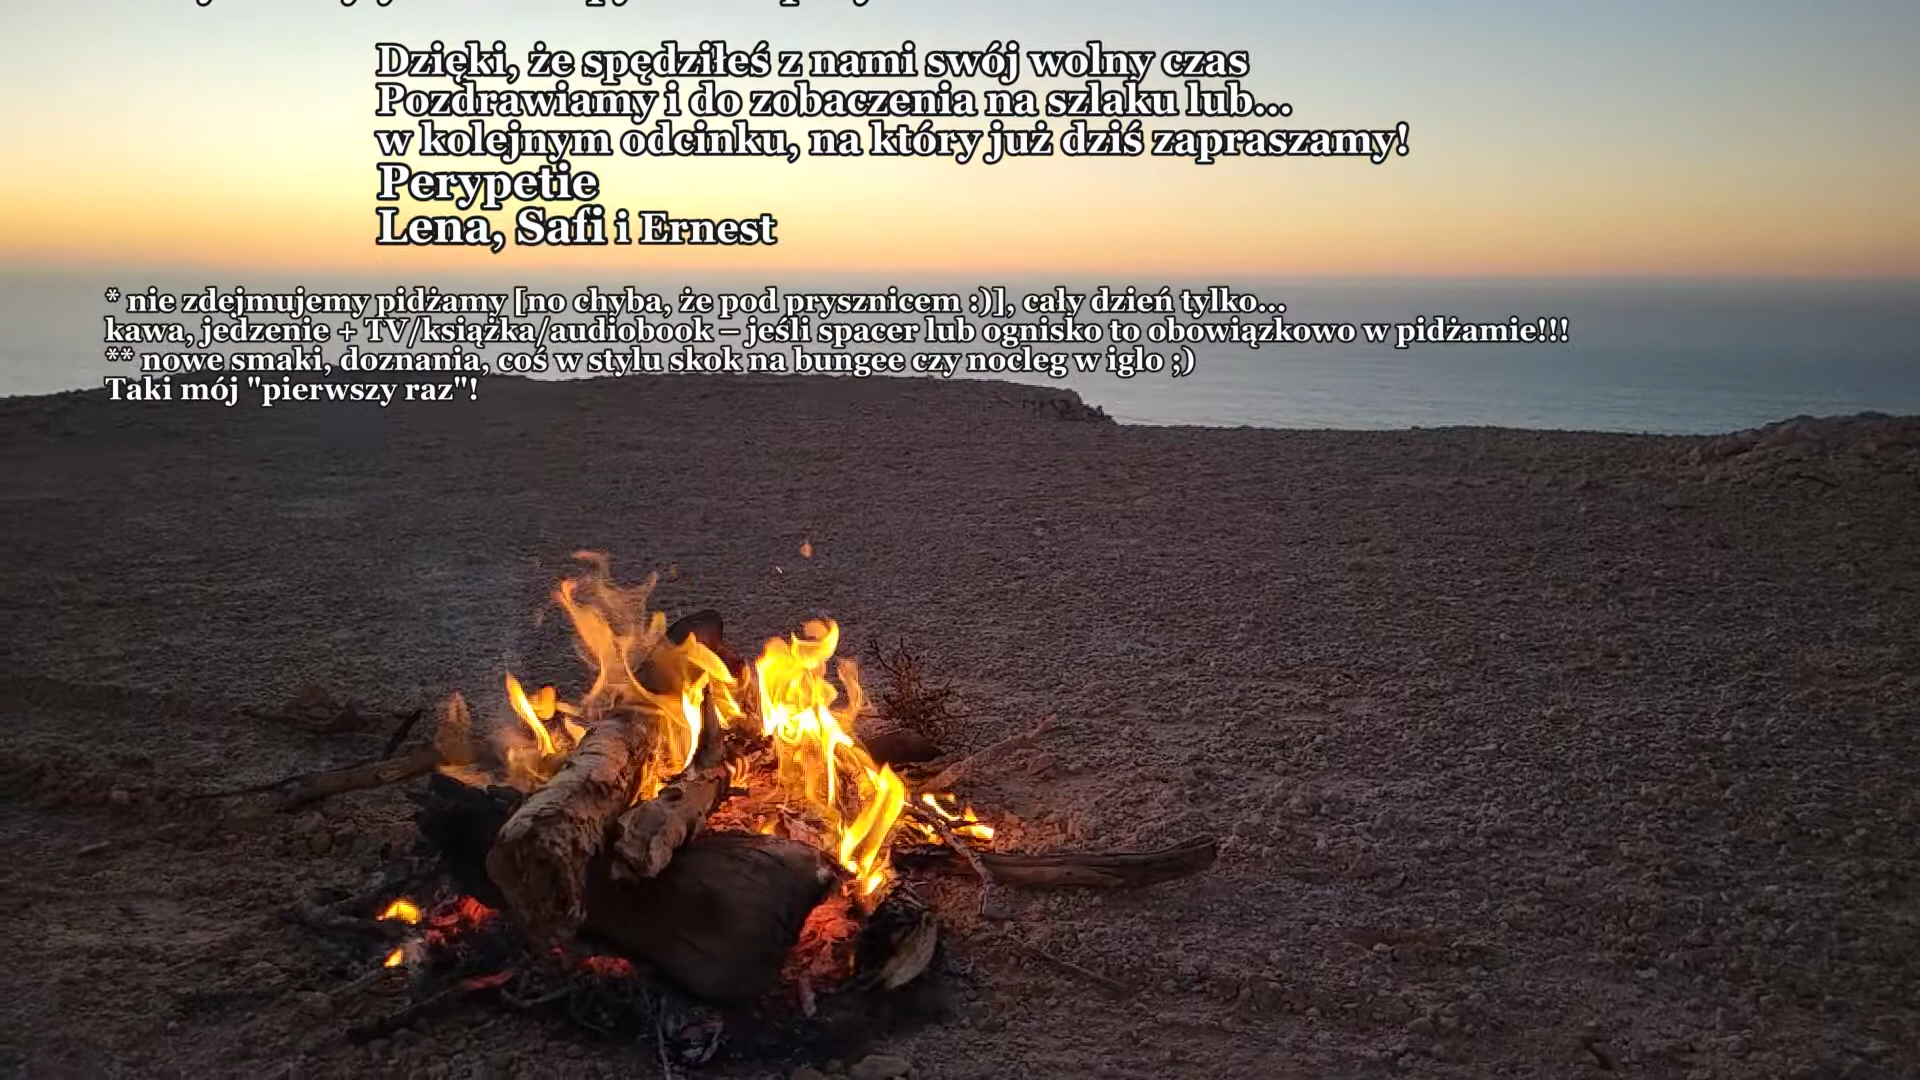 Dzięki, że spędziłeś z nami swój wolny czas
Pozdrawiamy i do zobaczenia na szlaku lub...
w kolejnym odcinku, na który już dziś zapraszamy!
Perypetie
Lena, Safi i Ernest
* nie zdejmujemy pidżamy [no chyba, że pod prysznicem :)], cały dzień tylko...
kawa, jedzenie + TV/książka/audiobook – jeśli spacer lub ognisko to obowiązkowo w pidżamie!!!
** nowe smaki, doznania, coś w stylu skok na bungee czy nocleg w iglo ;)
Taki mój "pierwszy raz"!